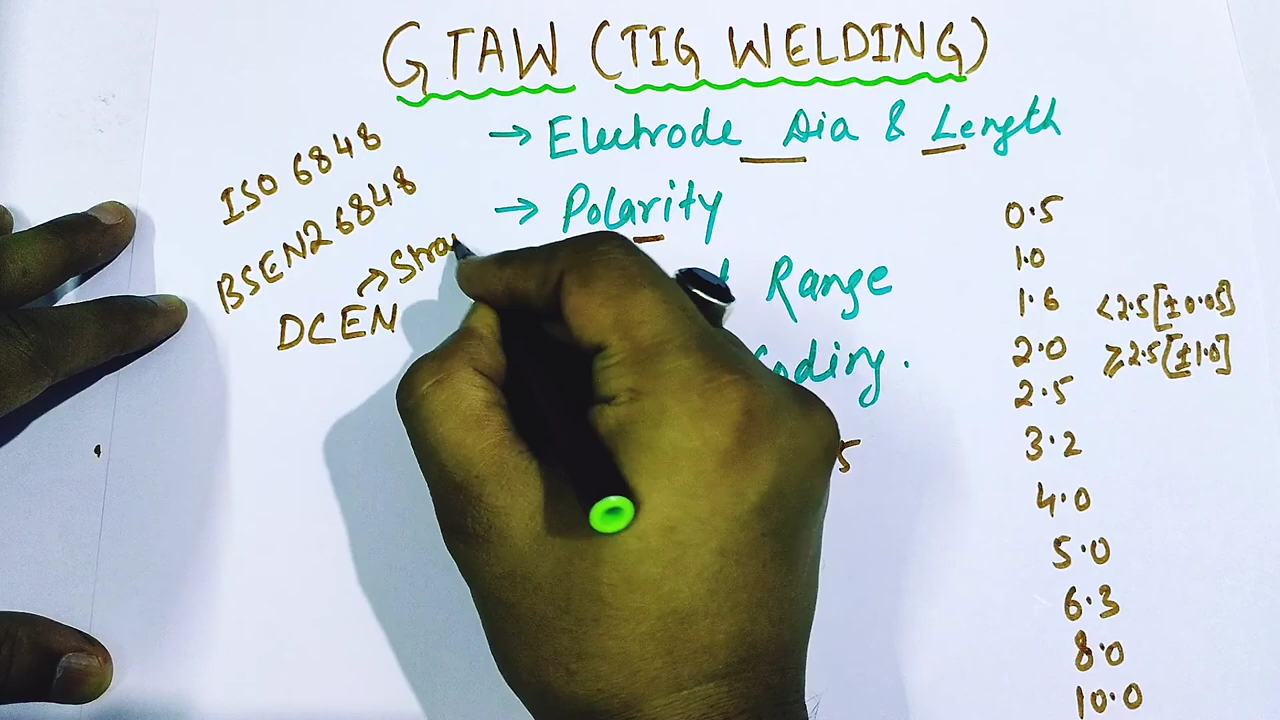 GTAW (TIG WELDING)
→ Electrode Dia & Length
→ Polarity
Range
Coding.
ISO 6848
BSEN26848
→
DCEN
0.5
1.0
1.6 <2.5[±0.05]
2.0 ≥2.5[±1.0]
2.5
3.2
4.0
5.0
6.3
8.0
10.0